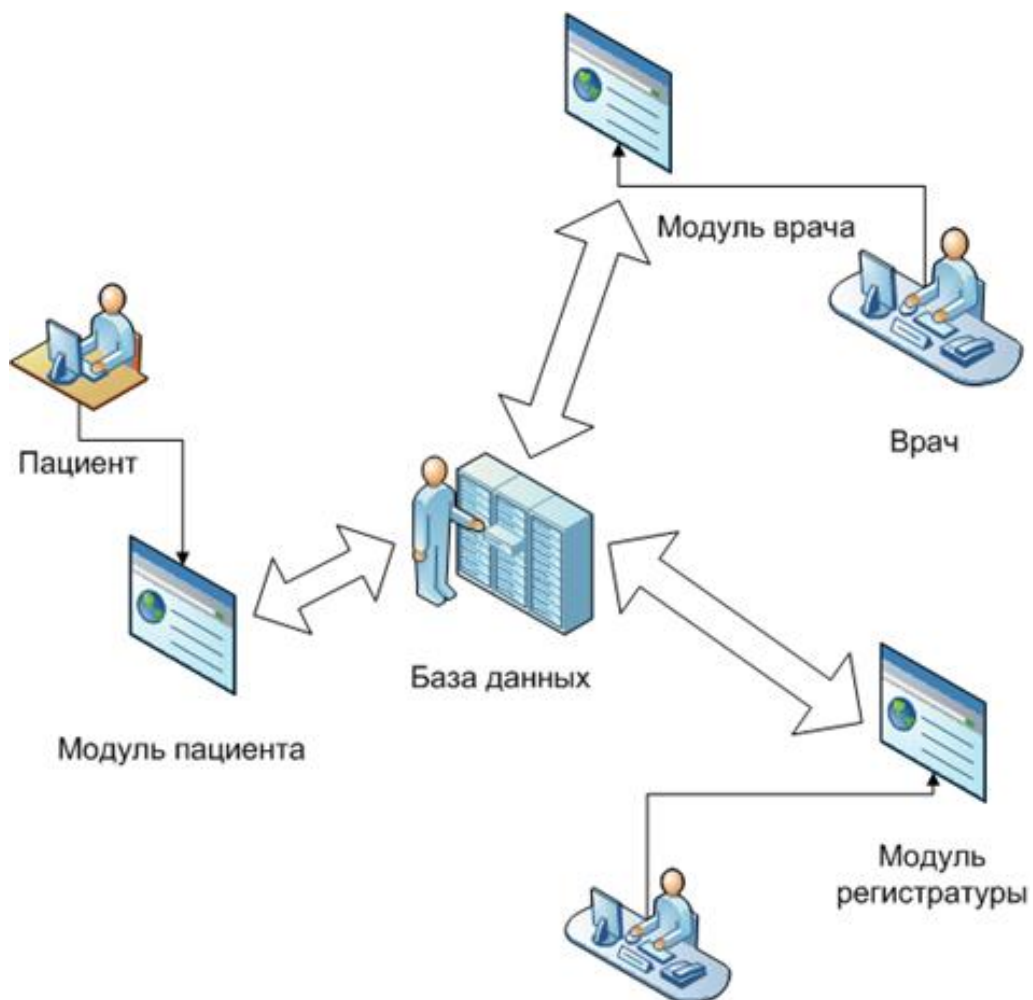 Модуль врача
Врач
Пациент
База данных
Модуль пациента
Модуль
регистратуры